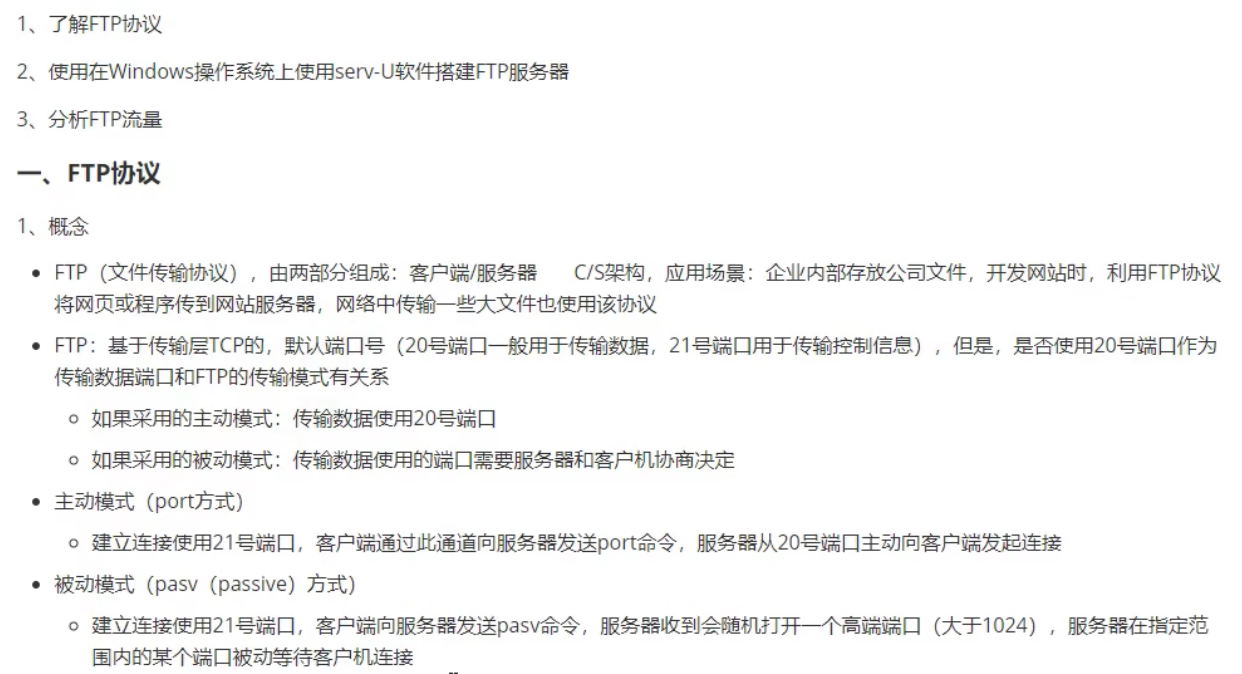 1、了解FTP协议
2、使用在Windows操作系统上使用serv-U软件搭建FTP服务器
3、分析FTP流量
一、FTP协议
1、概念
FTP（文件传输协议），由两部分组成：客户端/服务器 C/S架构，应用场景：企业内部存放公司文件，开发网站时，利用FTP协议
将网页或程序传到网站服务器，网络中传输一些大文件也使用该协议
FTP：基于传输层TCP的，默认端口号（20号端口一般用于传输数据，21号端口用于传输控制信息），但是，是否使用20号端口作为
传输数据端口和FTP的传输模式有关系
如果采用的主动模式：传输数据使用20号端口
如果采用的被动模式：传输数据使用的端口需要服务器和客户机协商决定
主动模式（port方式）
建立连接使用21号端口，客户端通过此通道向服务器发送port命令，服务器从20号端口主动向客户端发起连接
被动模式（pasv（passive）方式）
建立连接使用21号端口，客户端向服务器发送pasv命令，服务器收到会随机打开一个高端端口（大于1024），服务器在指定范
围内的某个端口被动等待客户机连接